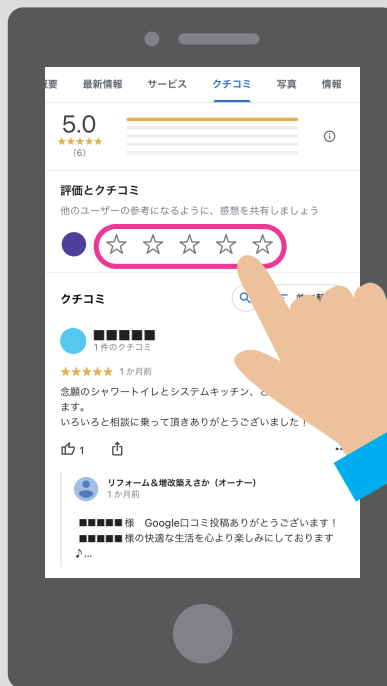 要 最新情報 サービス クチコミ 写真 情報
5.0
(6)
評価とクチコミ
他のユーザーの参考になるように、感想を共有しましょう
クチコミ
■■■■■
1 件のクチコミ
1 か月前
念願のシャワートイレとシステムキッチン、
ます。
いろいろと相談に乗って頂きありがとうございました！
1
リフォーム&増改築えさか（オーナー）
1 か月前
■■■■■ 様 Google口コミ投稿ありがとうございます！
■■■■■ 様の快適な生活を心より楽しみにしております
♪...